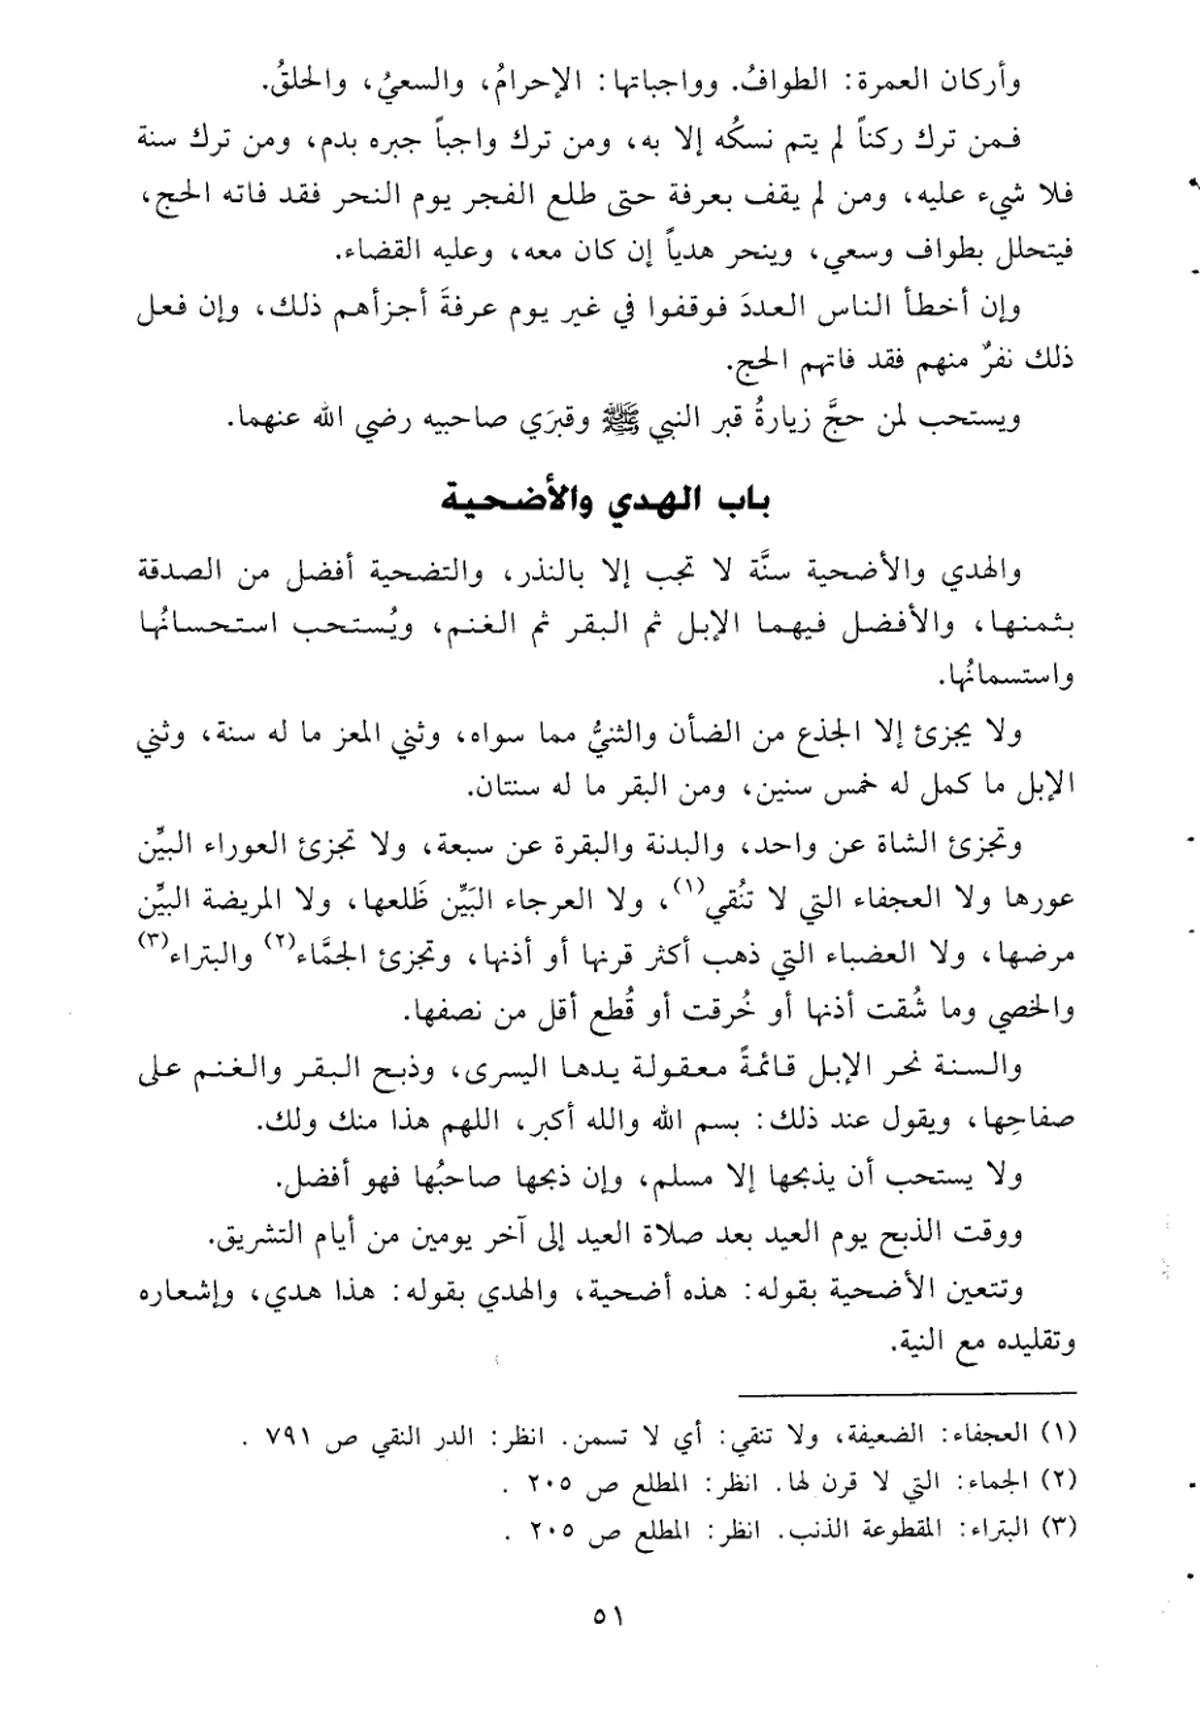 وأركان العمرة: الطوافُ. وواجباتها: الإحرامُ، والسعيُ، والحلقُ.
فمن ترك ركناً لم يتم نسكُه إلا به، ومن ترك واجباً جبره بدم، ومن ترك سنة
فلا شيء عليه، ومن لم يقف بعرفة حتى طلع الفجر يوم النحر فقد فاته الحج،
فيتحلل بطواف وسعي، وينحر هدياً إن كان معه، وعليه القضاء.
وإن أخطأ الناس العددَ فوقفوا في غير يوم عرفةَ أجزأهم ذلك، وإن فعل
ذلك نفرٌ منهم فقد فاتهم الحج.
ويستحب لمن حجَّ زيارةُ قبر النبي ﷺ وقبرَي صاحبيه رضي الله عنهما.
باب الهدي والأضحية
والهدي والأضحية سنَّة لا تجب إلا بالنذر، والتضحية أفضل من الصدقة
بثمنها، والأفضل فيهما الإبل ثم البقر ثم الغنم، ويُستحب استحسانُها
واستسمانُها.
ولا يجزئ إلا الجذع من الضأن والثنيُّ مما سواه، وثني المعز ما له سنة، وثني
الإبل ما كمل له خمس سنين، ومن البقر ما له سنتان.
وتجزئ الشاة عن واحد، والبدنة والبقرة عن سبعة، ولا تجزئ العوراء البيِّن
عورها ولا العجفاء التي لا تنُقي(١)، ولا العرجاء البَيِّن ظَلعها، ولا المريضة البيِّن
مرضها، ولا العضباء التي ذهب أكثر قرنها أو أذنها، وتجزئ الجمَّاء(٢) والبتراء(٣)
والخصي وما شُقت أذنها أو خُرقت أو قُطع أقل من نصفها.
والسنة نحر الإبل قائمةً معقولة يدها اليسرى، وذبح البقر والغنم على
صفاحِها، ويقول عند ذلك: بسم الله والله أكبر، اللهم هذا منك ولك.
ولا يستحب أن يذبحها إلا مسلم، وإن ذبحها صاحبُها فهو أفضل.
ووقت الذبح يوم العيد بعد صلاة العيد إلى آخر يومين من أيام التشريق.
وتتعين الأضحية بقوله: هذه أضحية، والهدي بقوله: هذا هدي، وإشعاره
وتقليده مع النية.
(١) العجفاء: الضعيفة، ولا تنقي: أي لا تسمن. انظر: الدر النقي ص ٧٩١ .
(٢) الجماء: التي لا قرن لها. انظر: المطلع ص ٢٠٥ .
(٣) البتراء: المقطوعة الذنب. انظر: المطلع ص ٢٠٥ .
٥١